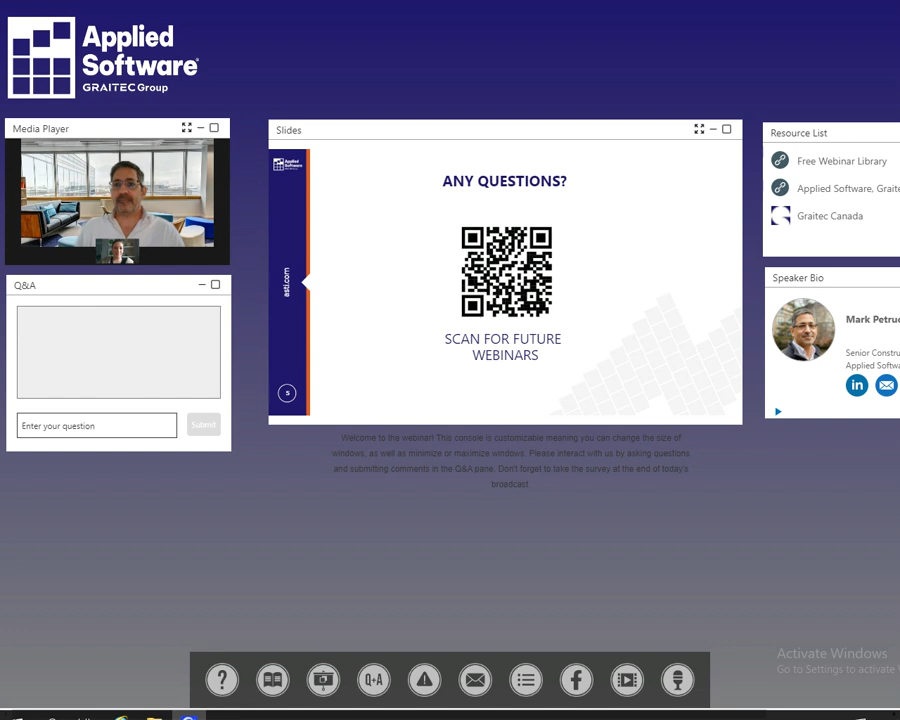 Applied
Software
GRAITEC Group
Media Player
Slides
Resource List
Free Webinar Library
Applied Software,
Graitec Canada
Applied
Software
ANY QUESTIONS?
asti.com
SCAN FOR FUTURE
WEBINARS
5
Q&A
Enter your question
Submit
Speaker Bio
Mark
Senior
Applied
in
Welcome to the webinar! This console is customizable meaning you can change the size of
windows, as well as minimize or maximize windows. Please interact with us by asking questions
and submitting comments in the Q&A pane. Don't forget to take the survey at the end of today's
broadcast.
Activate Windows
Go to Settings to activate
?
Q+A
f